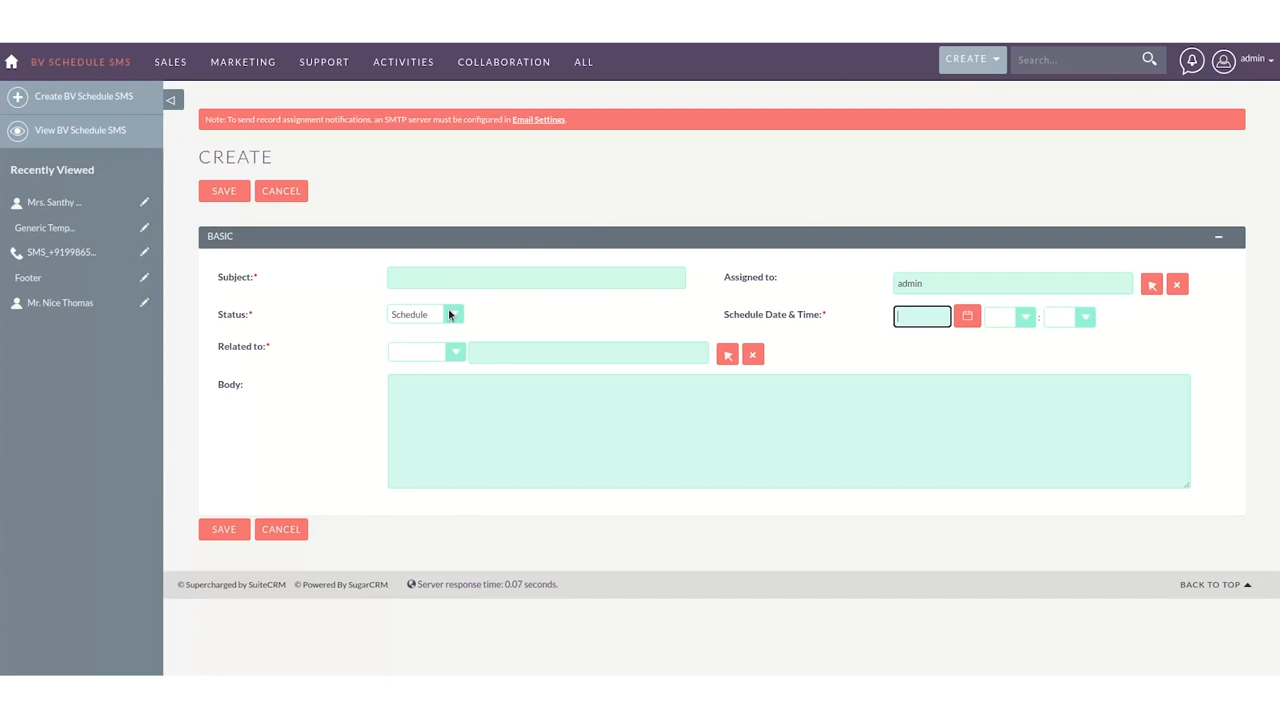 BV SCHEDULE SMS SALES MARKETING SUPPORT ACTIVITIES COLLABORATION ALL CREATE Search... admin
Create BV Schedule SMS
View BV Schedule SMS
Recently Viewed
Mrs. Santhy ...
Generic Temp...
SMS_+9199865...
Footer
Mr. Nice Thomas
Note: To send record assignment notifications, an SMTP server must be configured in Email Settings.
CREATE
SAVE CANCEL
BASIC
Subject:* Assigned to: admin
Status:* Schedule Schedule Date & Time:* :
Related to:*
Body:
SAVE CANCEL
© Supercharged by SuiteCRM © Powered By SugarCRM Server response time: 0.07 seconds. BACK TO TOP